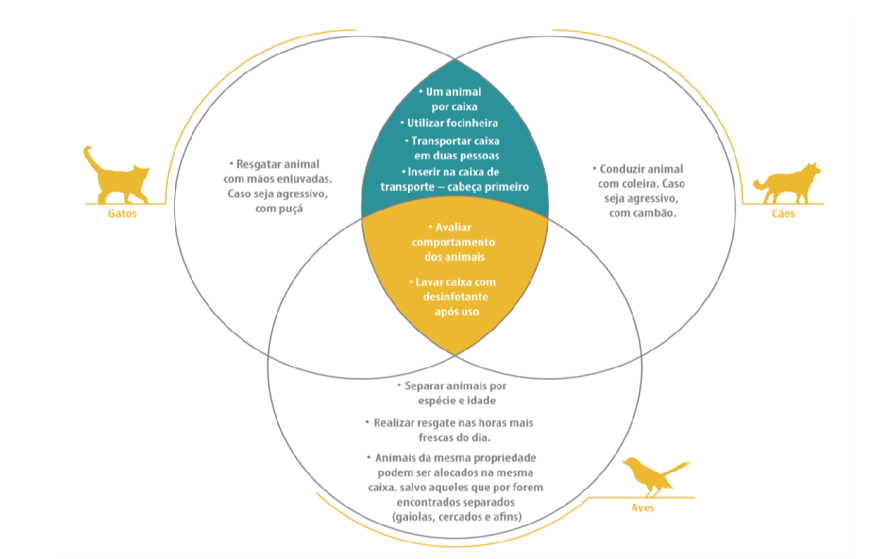 • Um animal
por caixa
• Utilizar focinheira
• Transportar caixa
em duas pessoas
• Inserir na caixa de
transporte – cabeça primeiro
• Resgatar animal
com mãos enluvadas.
Caso seja agressivo,
com puçá
• Conduzir animal
com coleira. Caso
seja agressivo,
com cambão.
Gatos
Cães
• Avaliar
comportamento
dos animais
• Lavar caixa com
desinfetante
após uso
• Separar animais por
espécie e idade
• Realizar resgate nas horas mais
frescas do dia.
• Animais da mesma propriedade
podem ser alocados na mesma
caixa, salvo aqueles que por forem
encontrados separados
(gaiolas, cercados e afins)
Aves